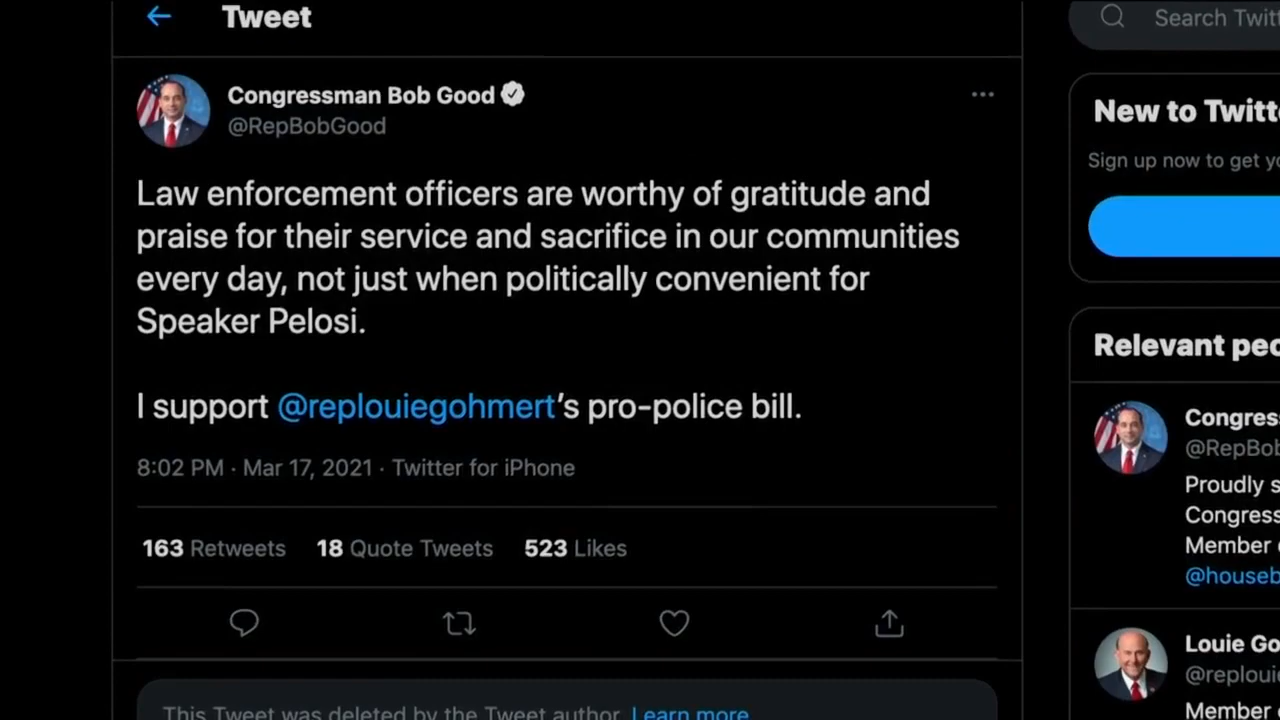 Tweet
Congressman Bob Good
@RepBobGood
Law enforcement officers are worthy of gratitude and
praise for their service and sacrifice in our communities
every day, not just when politically convenient for
Speaker Pelosi.
I support @replouiegohmert's pro-police bill.
8:02 PM · Mar 17, 2021 · Twitter for iPhone
163 Retweets 18 Quote Tweets 523 Likes
This Tweet was deleted by the Tweet author. Learn more
Search Twitt
New to Twitte
Sign up now to get yo
Relevant peo
Congres
@RepBob
Proudly s
Congress
Member
@houseb
Louie Go
@replouie
Member